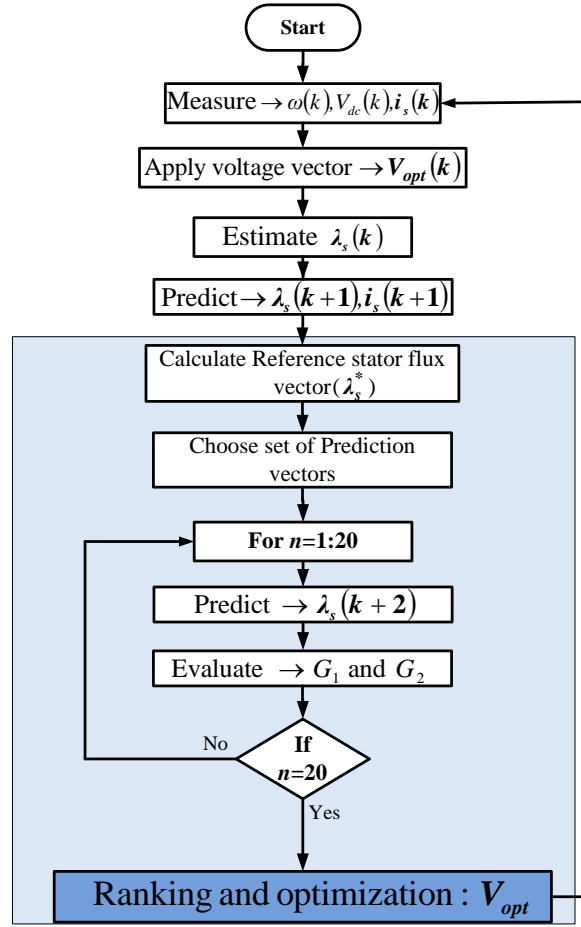 Start
Measure → ω(k),V_dc(k),i_s(k)
Apply voltage vector → V_opt(k)
Estimate λ_s(k)
Predict → λ_s(k+1),i_s(k+1)
Calculate Reference stator flux
vector(λ_s^*)
Choose set of Prediction
vectors
For n=1:20
Predict → λ_s(k+2)
Evaluate → G_1 and G_2
No
If
n=20
Yes
Ranking and optimization : V_opt